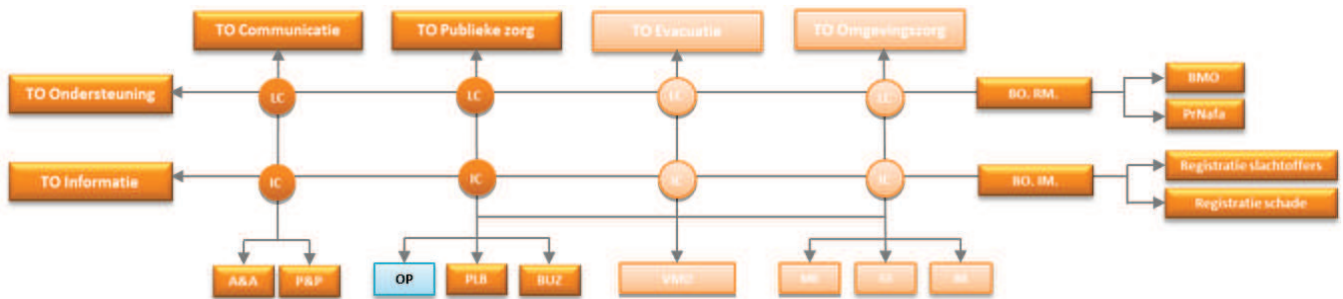 TO Communicatie
TO Publieke zorg
TO Evacuatie
TO Omgevingszorg
TO Ondersteuning
LC
LC
LC
LC
BO. RM.
BMO
PrNafa
TO Informatie
IC
IC
IC
IC
BO. IM.
Registratie slachtoffers
Registratie schade
A&A
P&P
OP
PLB
BUZ